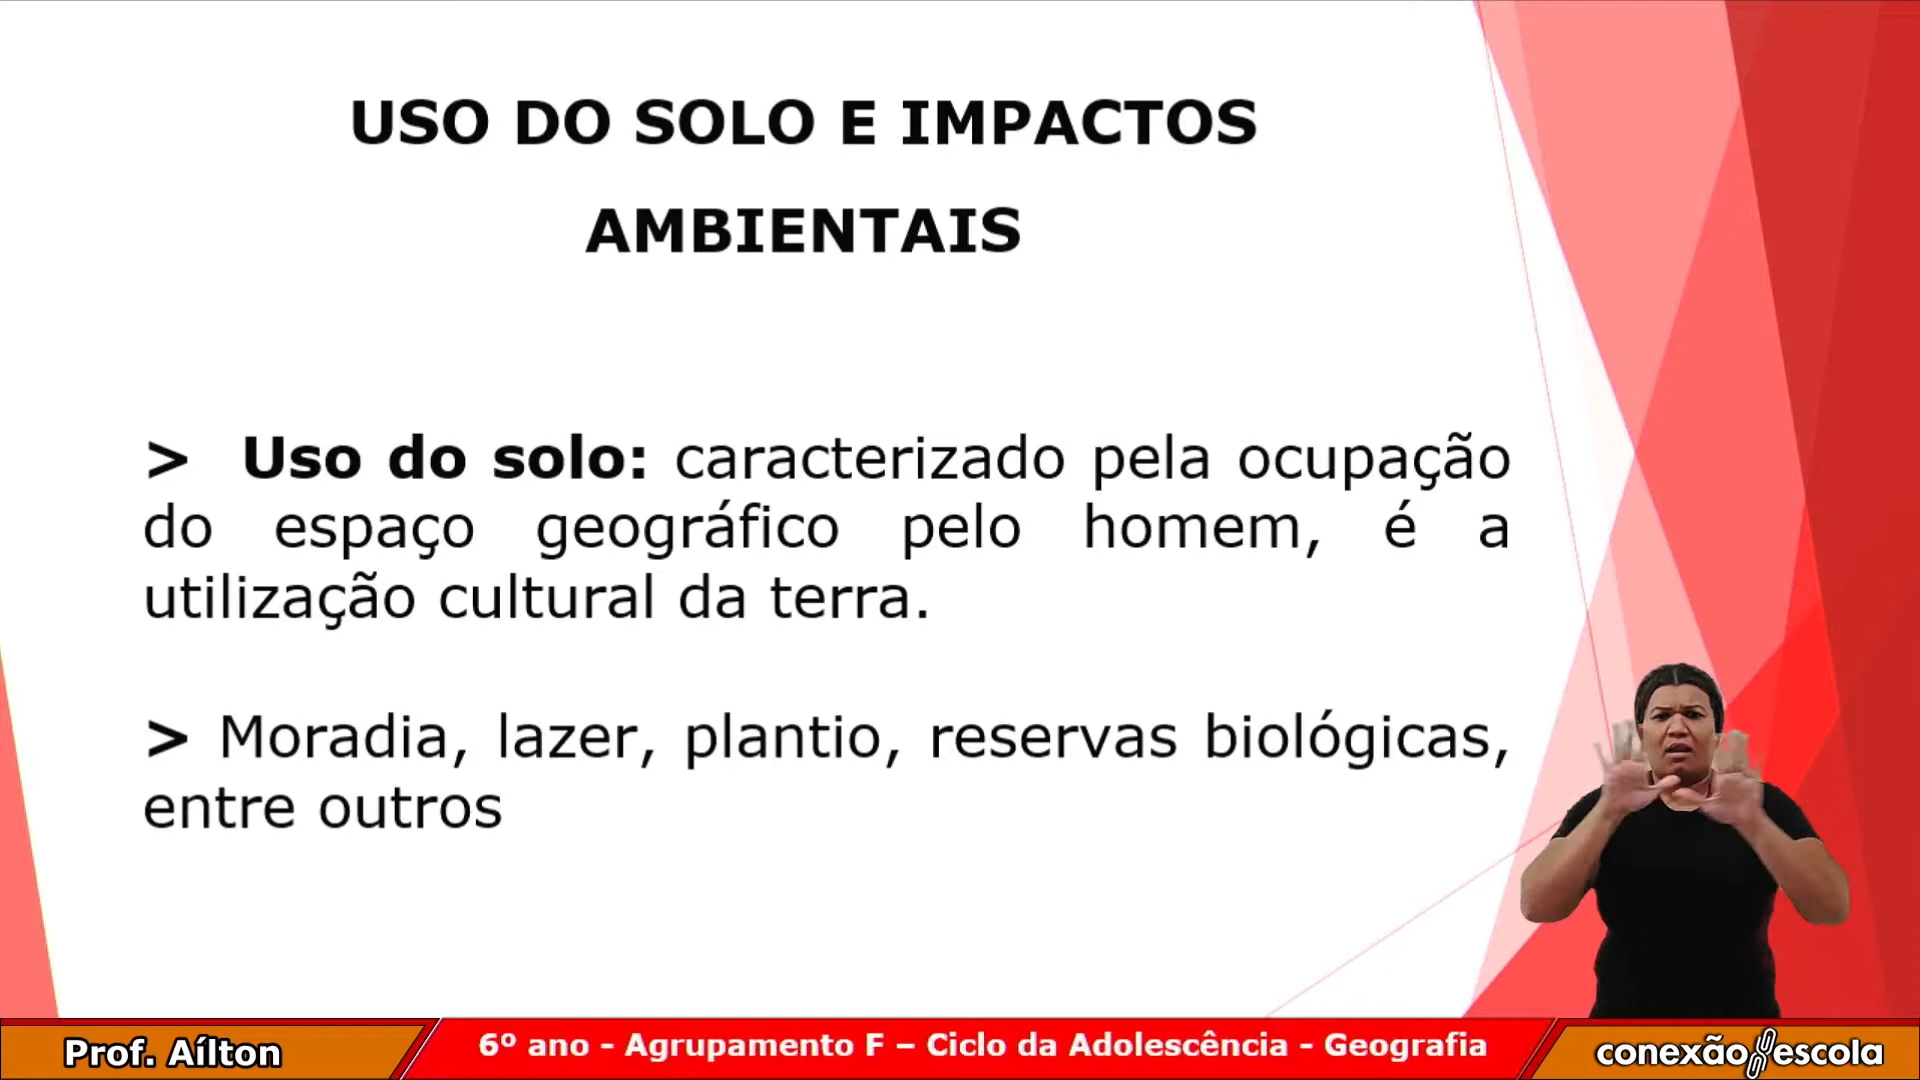 USO DO SOLO E IMPACTOS
AMBIENTAIS
> Uso do solo: caracterizado pela ocupação
do espaço geográfico pelo homem, é a
utilização cultural da terra.
> Moradia, lazer, plantio, reservas biológicas,
entre outros
Prof. Aílton
6º ano - Agrupamento F – Ciclo da Adolescência - Geografia
conexão escola